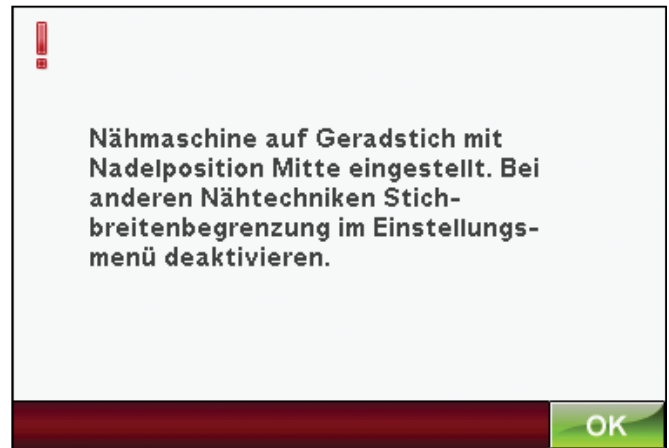 Nähmaschine auf Geradstich mit
Nadelposition Mitte eingestellt. Bei
anderen Nähtechniken Stich-
breitenbegrenzung im Einstellungs-
menü deaktivieren.
OK